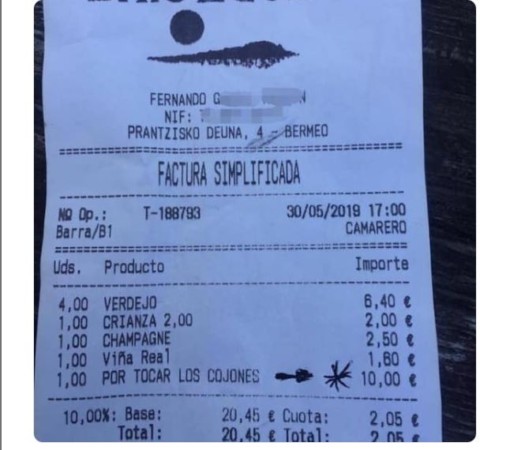 FERNANDO G
NIF:
PRANTZISKO DEUNA, 4 - BERMEO
FACTURA SIMPLIFICADA
NQ Op.: T-188793 30/05/2019 17:00
Barra/B1 CAMARERO
Uds. Producto Importe
4,00 VERDEJO 6,40 €
1,00 CRIANZA 2,00 2,00 €
1,00 CHAMPAGNE 2,50 €
1,00 Viña Real 1,60 €
1,00 POR TOCAR LOS COJONES 10,00 €
10,00%: Base: 20,45 € Cuota: 2,05 €
Total: 20,45 € Total: 2,05 €